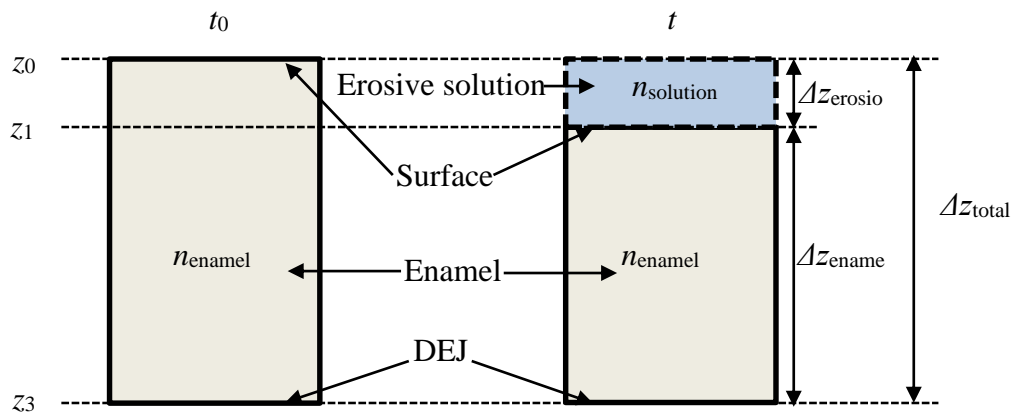 t0 t
z0
Erosive solution nsolution Δzerosio
z1
Surface
Δztotal
nenamel nenamel Δzename
Enamel
DEJ
z3